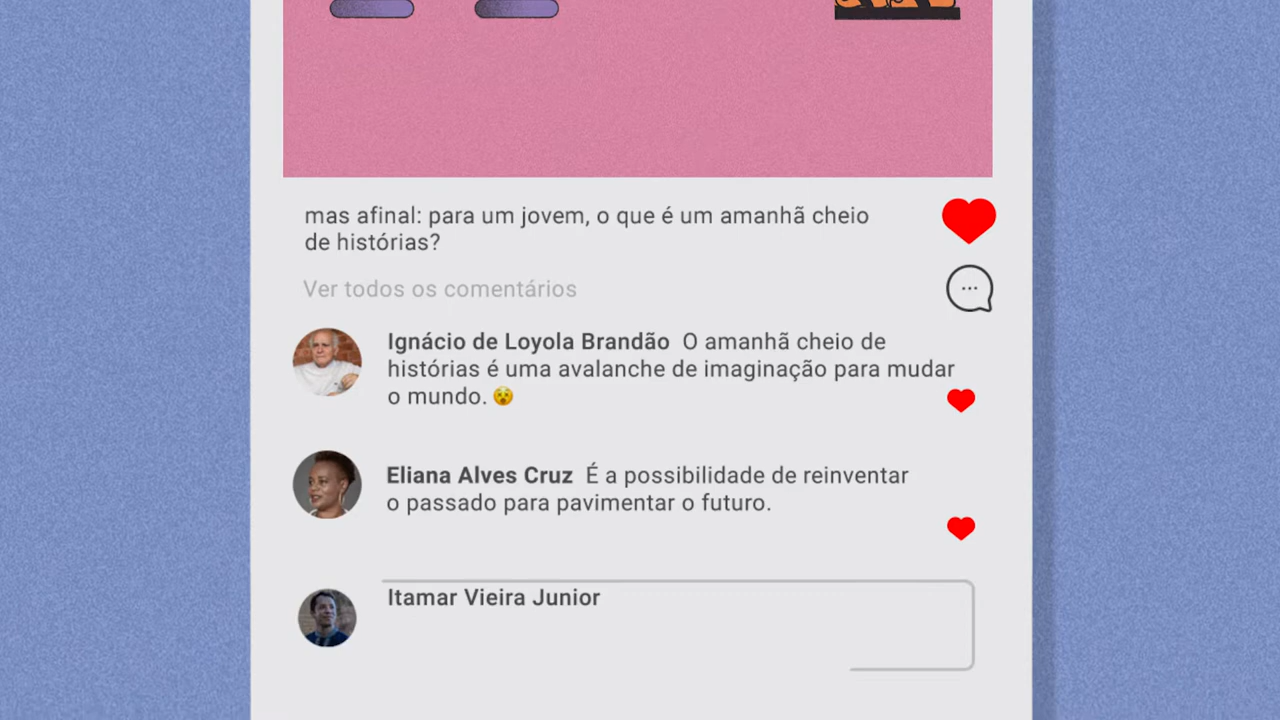 mas afinal: para um jovem, o que é um amanhã cheio
de histórias?
Ver todos os comentários
Ignácio de Loyola Brandão O amanhã cheio de
histórias é uma avalanche de imaginação para mudar
o mundo. 😵
Eliana Alves Cruz É a possibilidade de reinventar
o passado para pavimentar o futuro.
Itamar Vieira Junior